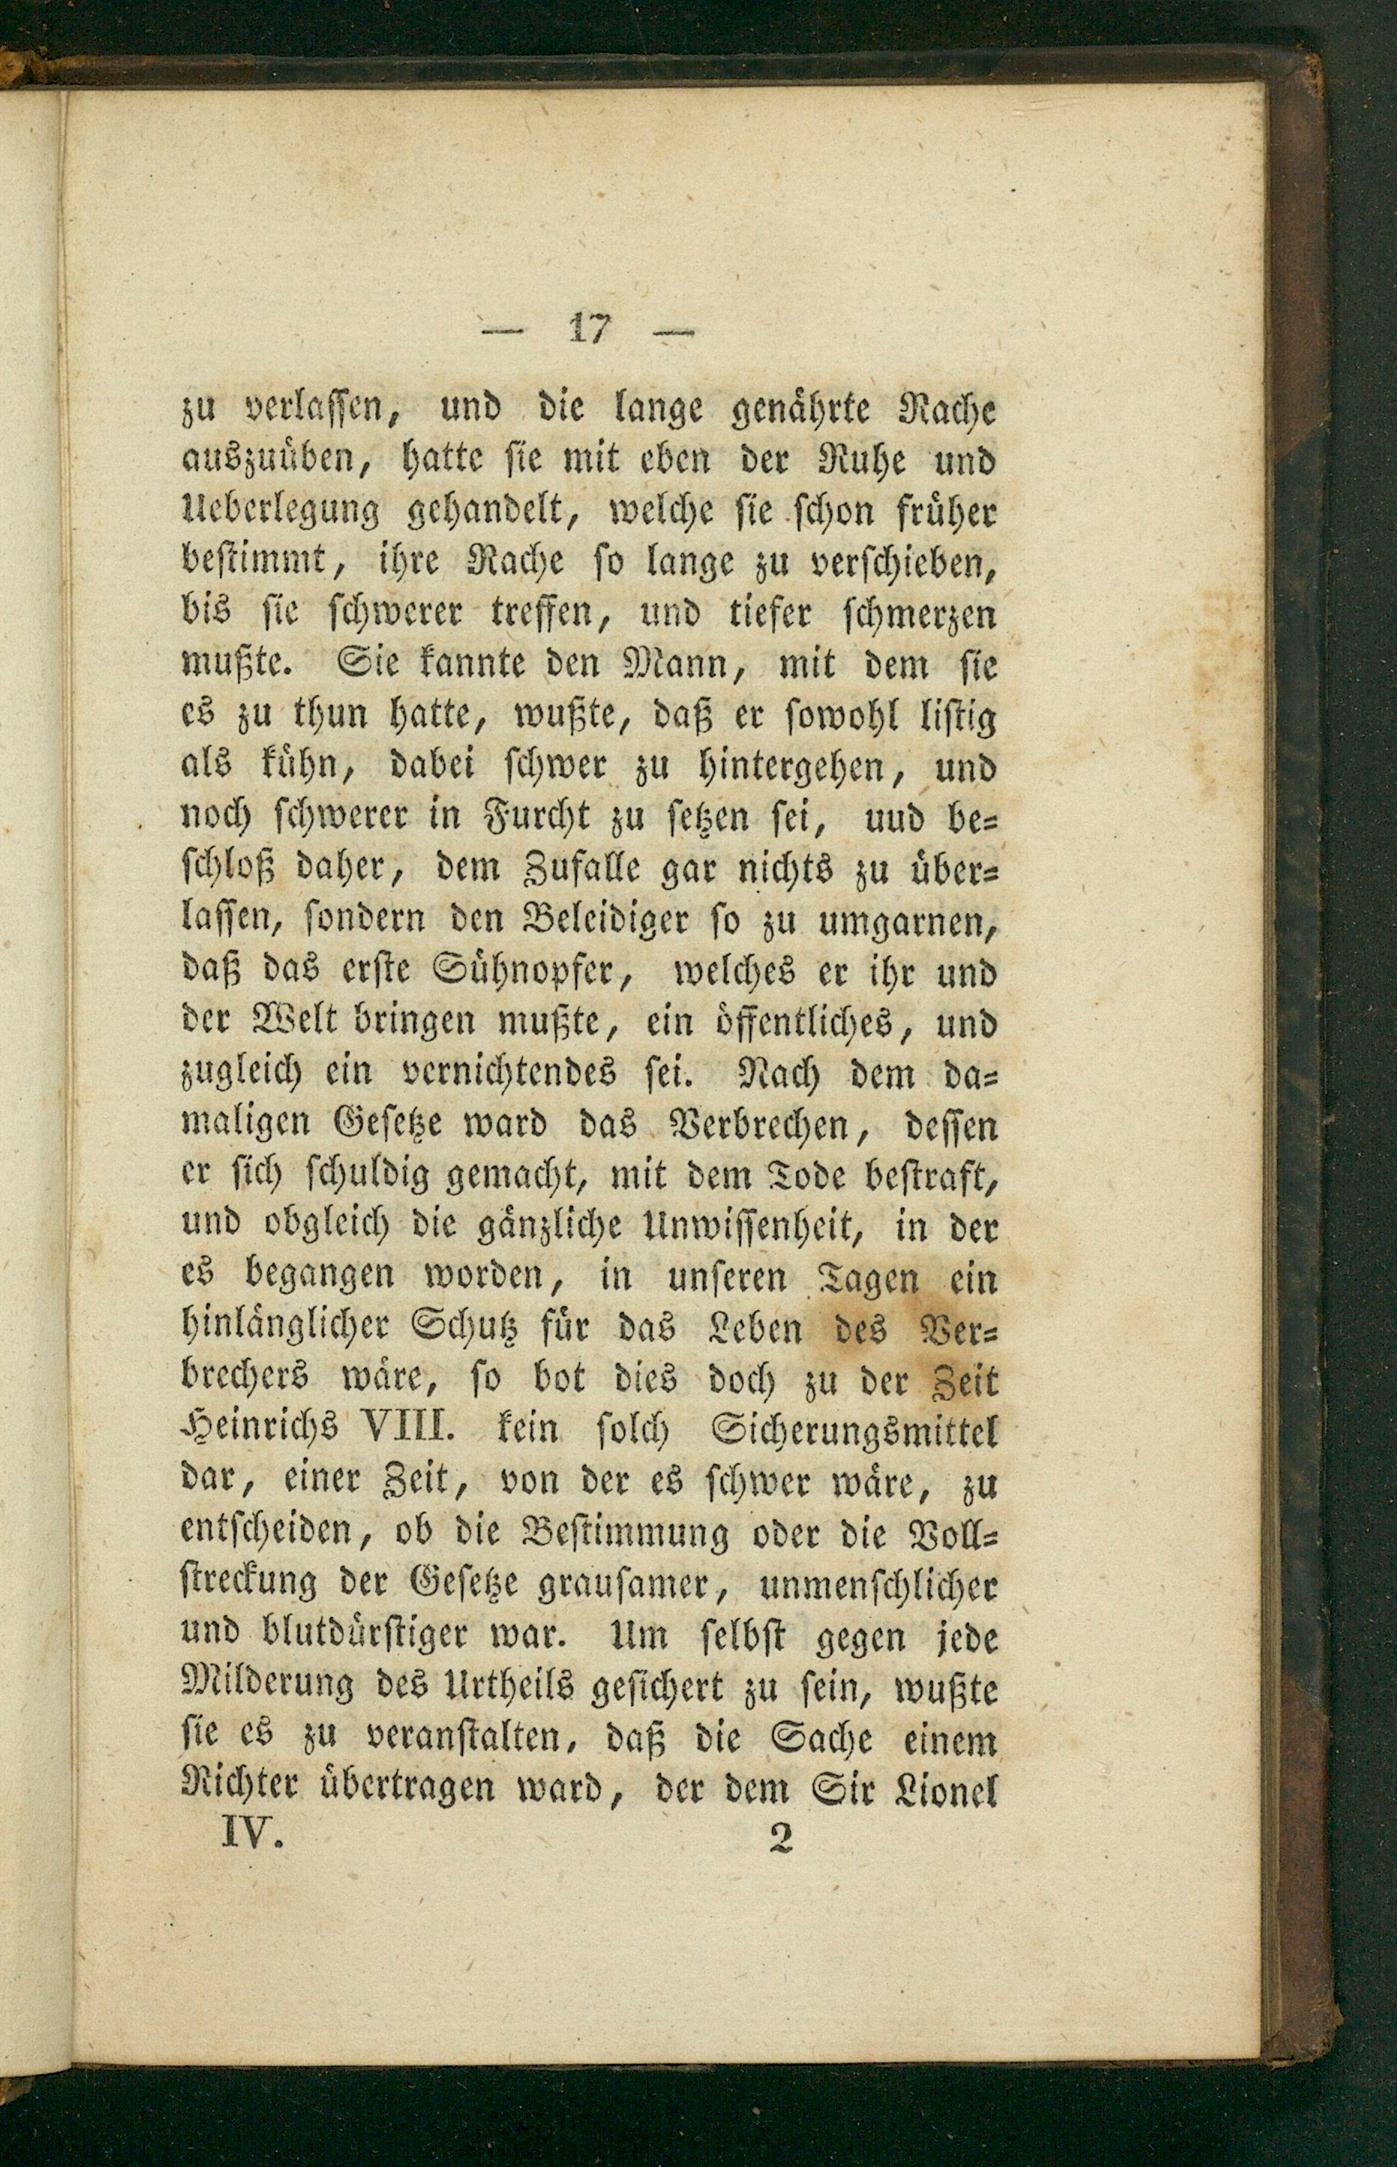 — 17 —
zu verlaſſen, und die lange genährte Rache
auszuüben, hatte ſie mit eben der Ruhe und
Ueberlegung gehandelt, welche ſie ſchon früher
beſtimmt, ihre Rache ſo lange zu verſchieben,
bis ſie ſchwerer treffen, und tiefer ſchmerzen
mußte. Sie kannte den Mann, mit dem ſie
es zu thun hatte, wußte, daß er ſowohl liſtig
als kühn, dabei ſchwer zu hintergehen, und
noch ſchwerer in Furcht zu ſetzen ſei, uud be=
ſchloß daher, dem Zufalle gar nichts zu über=
laſſen, ſondern den Beleidiger ſo zu umgarnen,
daß das erſte Sühnopfer, welches er ihr und
der Welt bringen mußte, ein öffentliches, und
zugleich ein vernichtendes ſei. Nach dem da=
maligen Geſetze ward das Verbrechen, deſſen
er ſich ſchuldig gemacht, mit dem Tode beſtraft,
und obgleich die gänzliche Unwiſſenheit, in der
es begangen worden, in unſeren Tagen ein
hinlänglicher Schutz für das Leben des Ver=
brechers wäre, ſo bot dies doch zu der Zeit
Heinrichs VIII. kein ſolch Sicherungsmittel
dar, einer Zeit, von der es ſchwer wäre, zu
entſcheiden, ob die Beſtimmung oder die Voll=
ſtreckung der Geſetze grauſamer, unmenſchlicher
und blutdürſtiger war. Um ſelbſt gegen jede
Milderung des Urtheils geſichert zu ſein, wußte
ſie es zu veranſtalten, daß die Sache einem
Richter übertragen ward, der dem Sir Lionel
IV. 2